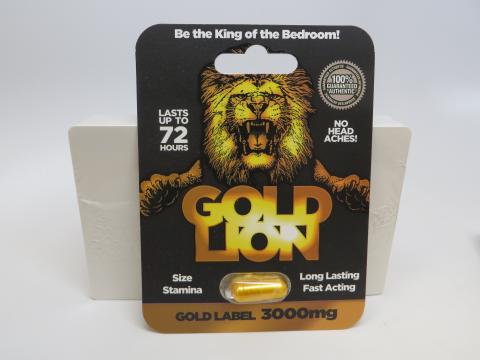 Be the King of the Bedroom!
100%
GUARANTEED
AUTHENTIC
LASTS
UP TO
72
HOURS
NO
HEAD
ACHES!
GOLD
LION
Size
Stamina
Long Lasting
Fast Acting
GOLD LABEL 3000mg